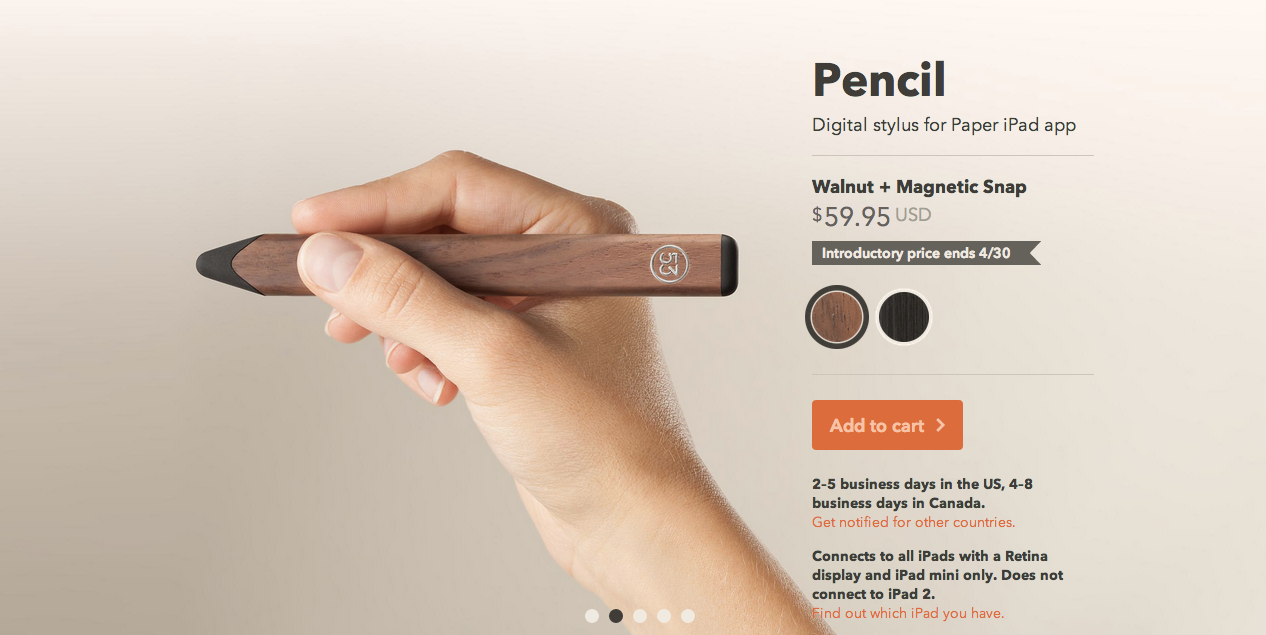 Pencil
Digital stylus for Paper iPad app
Walnut + Magnetic Snap
$59.95 USD
Introductory price ends 4/30
53
Add to cart
2–5 business days in the US, 4–8
business days in Canada.
Get notified for other countries.
Connects to all iPads with a Retina
display and iPad mini only. Does not
connect to iPad 2.
Find out which iPad you have.